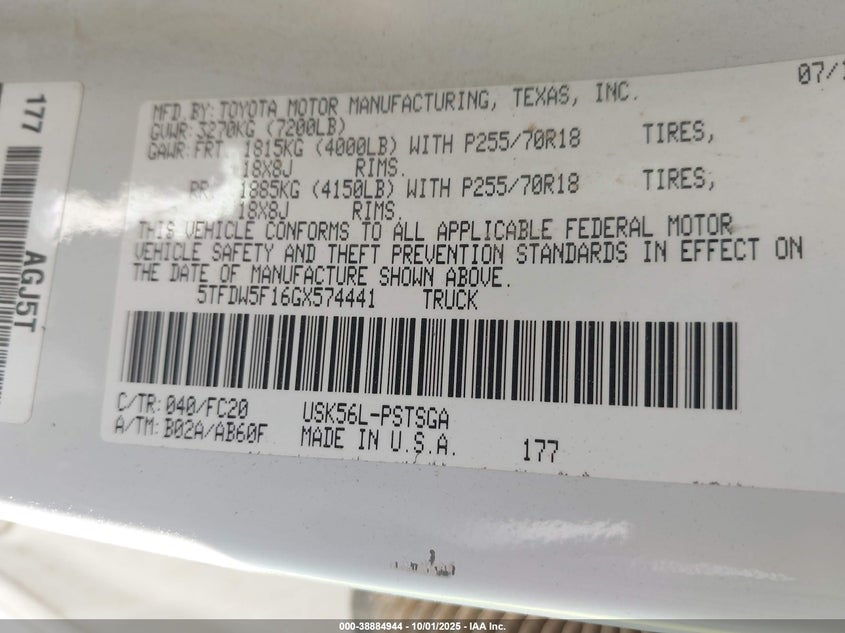 07/1
MFD.BY: TOYOTA MOTOR MANUFACTURING, TEXAS, INC.
GVWR: 3270KG (7200LB)
GAWR: FRT 1815KG (4000LB) WITH P255/70R18 TIRES,
18X8J RIMS.
RR. 1885KG (4150LB) WITH P255/70R18 TIRES,
18X8J RIMS.
THIS VEHICLE CONFORMS TO ALL APPLICABLE FEDERAL MOTOR
VEHICLE SAFETY AND THEFT PREVENTION STANDARDS IN EFFECT ON
THE DATE OF MANUFACTURE SHOWN ABOVE.
5TFDW5F16GX574441 TRUCK
C/TR: 040/FC20 USK56L-PSTSGA
A/TM: B02A/AB60F MADE IN U.S.A. 177
177
AGJ5T
000-38884944 | 10/01/2025 - IAA, Inc.